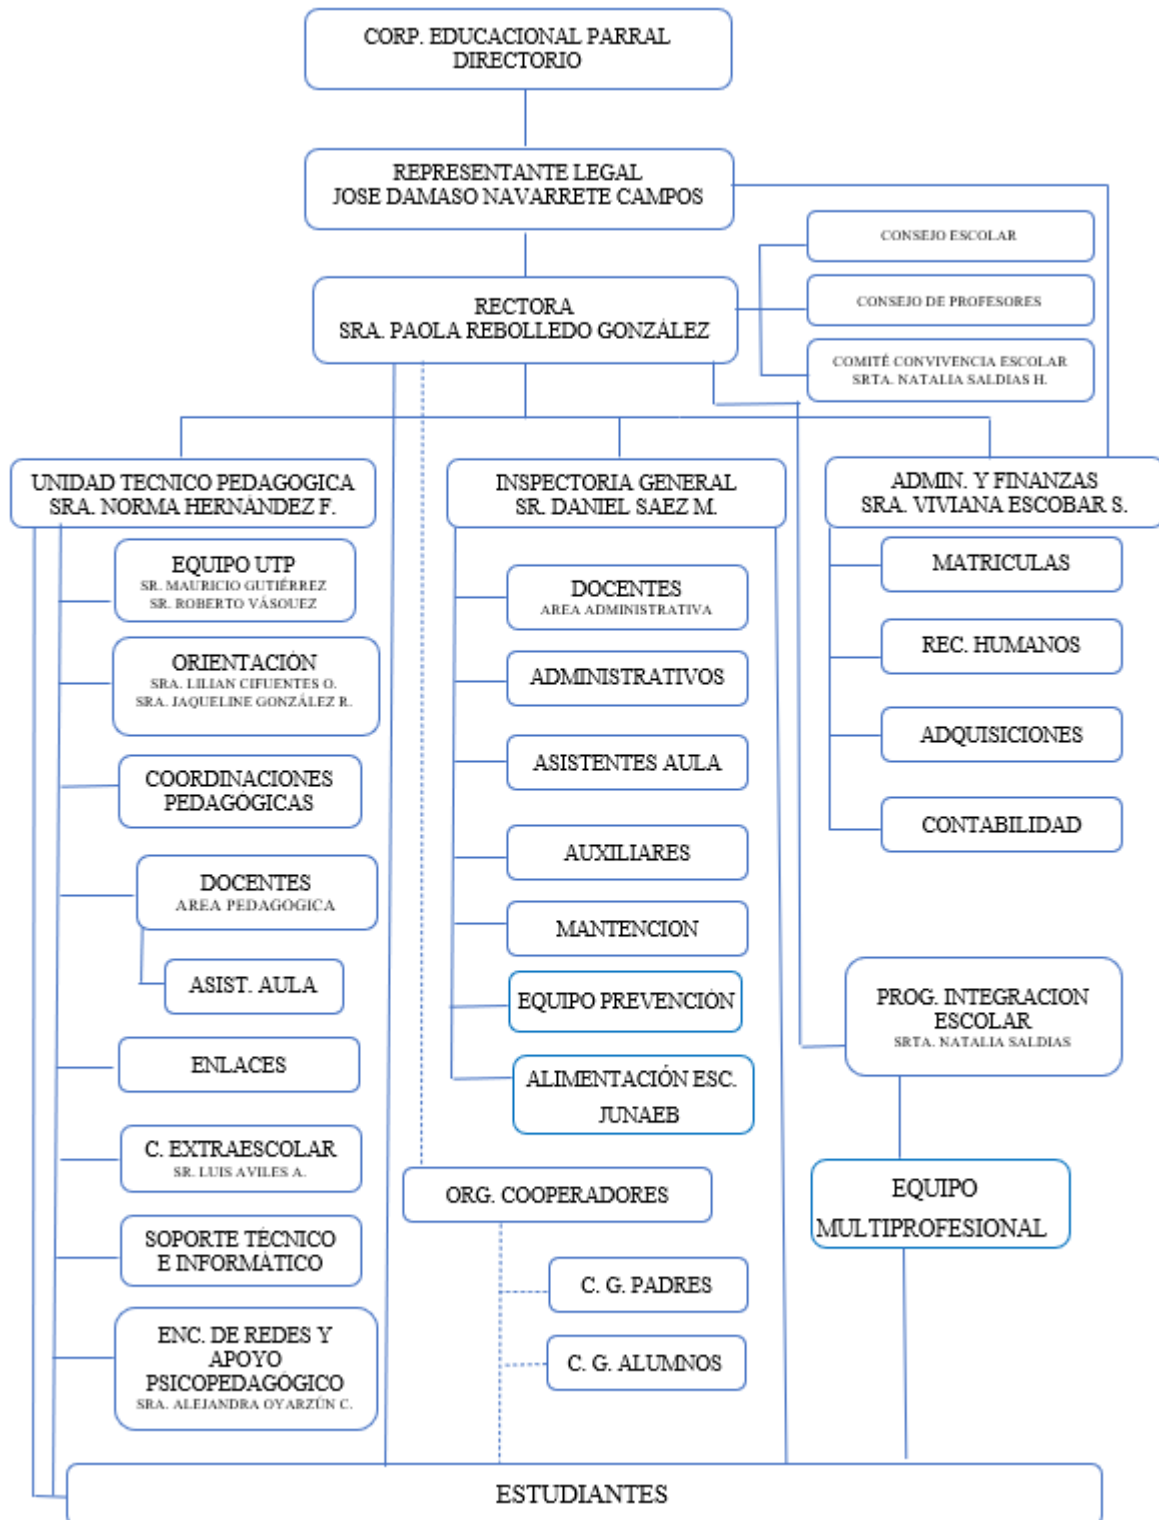 CORP. EDUCACIONAL PARRAL
DIRECTORIO
REPRESENTANTE LEGAL
JOSE DAMASO NAVARRETE CAMPOS
CONSEJO ESCOLAR
RECTORA
SRA. PAOLA REBOLLEDO GONZÁLEZ
CONSEJO DE PROFESORES
COMITÉ CONVIVENCIA ESCOLAR
SRTA. NATALIA SALDIAS H.
UNIDAD TECNICO PEDAGOGICA
SRA. NORMA HERNÁNDEZ F.
EQUIPO UTP
SR. MAURICIO GUTIÉRREZ
SR. ROBERTO VÁSQUEZ
ORIENTACIÓN
SRA. LILIAN CIFUENTES O.
SRA. JAQUELINE GONZÁLEZ R.
COORDINACIONES
PEDAGÓGICAS
DOCENTES
AREA PEDAGOGICA
ASIST. AULA
ENLACES
C. EXTRAESCOLAR
SR. LUIS AVILES A.
SOPORTE TÉCNICO
E INFORMÁTICO
ENC. DE REDES Y
APOYO
PSICOPEDAGÓGICO
SRA. ALEJANDRA OYARZÚN C.
INSPECTORIA GENERAL
SR. DANIEL SAEZ M.
DOCENTES
AREA ADMINISTRATIVA
ADMINISTRATIVOS
ASISTENTES AULA
AUXILIARES
MANTENCION
EQUIPO PREVENCIÓN
ALIMENTACIÓN ESC.
JUNAEB
ORG. COOPERADORES
C. G. PADRES
C. G. ALUMNOS
ADMIN. Y FINANZAS
SRA. VIVIANA ESCOBAR S.
MATRICULAS
REC. HUMANOS
ADQUISICIONES
CONTABILIDAD
PROG. INTEGRACION
ESCOLAR
SRTA. NATALIA SALDIAS
EQUIPO
MULTIPROFESIONAL
ESTUDIANTES